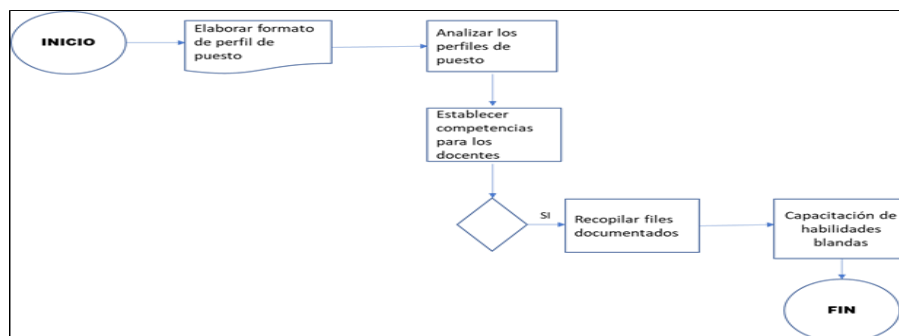 INICIO
Elaborar formato
de perfil de
puesto
Analizar los
perfiles de
puesto
Establecer
competencias
para los
docentes
SI
Recopilar files
documentados
Capacitación de
habilidades
blandas
FIN